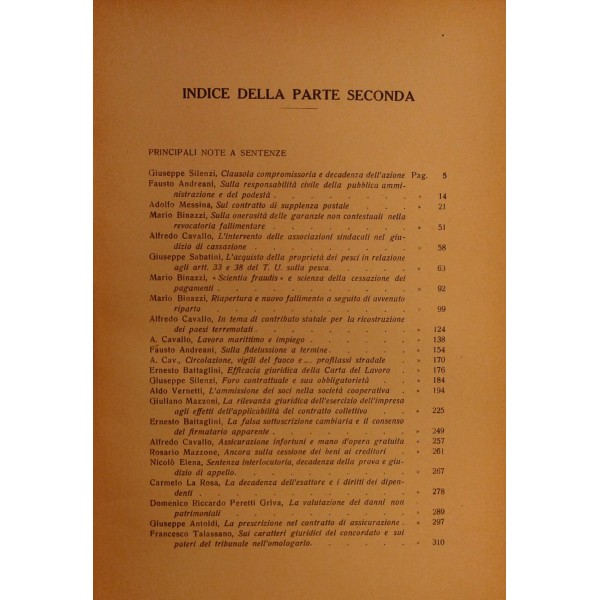 INDICE DELLA PARTE SECONDA
PRINCIPALI NOTE A SENTENZE
Giuseppe Silenzi, Clausola compromissoria e decadenza dell'azione Pag. 5
Fausto Andreani, Sulla responsabilità civile della pubblica ammi-
nistrazione e del podestà . . . . . . . » 14
Adolfo Messina, Sul contratto di supplenza postale . . . . » 21
Mario Binazzi, Sulla onerosità delle garanzie non contestuali nella
revocatoria fallimentare . . . . . . . » 51
Alfredo Cavallo, L'intervento delle associazioni sindacali nel giu-
dizio di cassazione . . . . . . . . » 58
Giuseppe Sabatini, L'acquisto della proprietà dei pesci in relazione
agli artt. 33 e 38 del T. U. sulla pesca . . . . » 63
Mario Binazzi, «Scientia fraudis» e scienza della cessazione dei
pagamenti . . . . . . . . . » 92
Mario Binazzi, Riapertura e nuovo fallimento a seguito di avvenuto
riparto . . . . . . . . . » 99
Alfredo Cavallo, In tema di contributo statale per la ricostruzione
dei paesi terremotati . . . . . . . . » 124
A. Cavallo, Lavoro marittimo e impiego . . . . . . » 138
Fausto Andreani, Sulla fideiussione a termine . . . . . » 154
A. Cav., Circolazione, vigili del fuoco e.... profilassi stradale . » 170
Ernesto Battaglini, Efficacia giuridica della Carta del Lavoro . » 176
Giuseppe Silenzi, Foro contrattuale e sua obbligatorietà . . » 184
Aldo Vernetti, L'ammissione dei soci nella società cooperativa . » 194
Giuliano Mazzoni, La rilevanza giuridica dell'esercizio dell'impresa
agli effetti dell'applicabilità del contratto collettivo . . » 225
Ernesto Battaglini, La falsa sottoscrizione cambiaria e il consenso
del firmatario apparente . . . . . . . » 249
Alfredo Cavallo, Assicurazione infortuni e mano d'opera gratuita » 257
Rosario Mazzone, Ancora sulla cessione dei beni ai creditori . » 261
Nicolò Elena, Sentenza interlocutoria, decadenza della prova e giu-
dizio di appello. . . . . . . . . » 267
Carmelo La Rosa, La decadenza dell'esattore e i diritti dei dipen-
denti . . . . . . . . . . » 278
Domenico Riccardo Peretti Griva, La valutazione dei danni non
patrimoniali . . . . . . . . . » 289
Giuseppe Antoldi, La prescrizione nel contratto di assicurazione . » 297
Francesco Talassano, Sui caratteri giuridici del concordato e sui
poteri del tribunale nell'omologarlo. . . . . . » 310